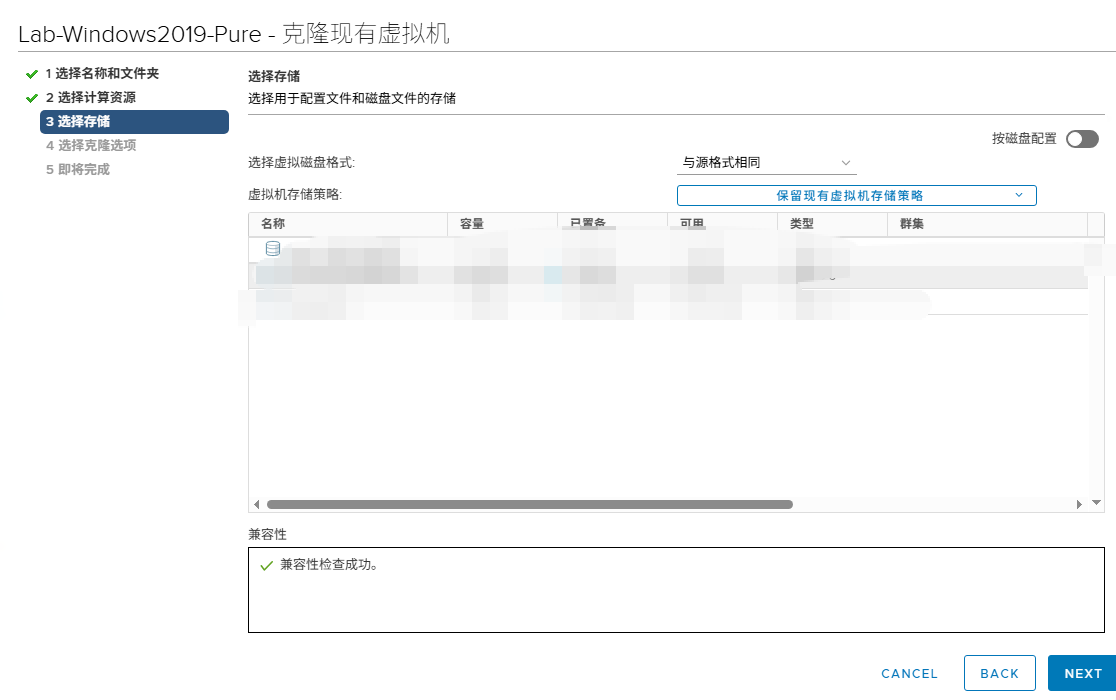 Lab-Windows2019-Pure - 克隆现有虚拟机
1 选择名称和文件夹
2 选择计算资源
3 选择存储
4 选择克隆选项
5 即将完成
选择存储
选择用于配置文件和磁盘文件的存储
按磁盘配置
选择虚拟磁盘格式: 与源格式相同
虚拟机存储策略: 保留现有虚拟机存储策略
名称 容量 已置备 可用 类型 群集
兼容性
兼容性检查成功。
CANCEL BACK NEXT